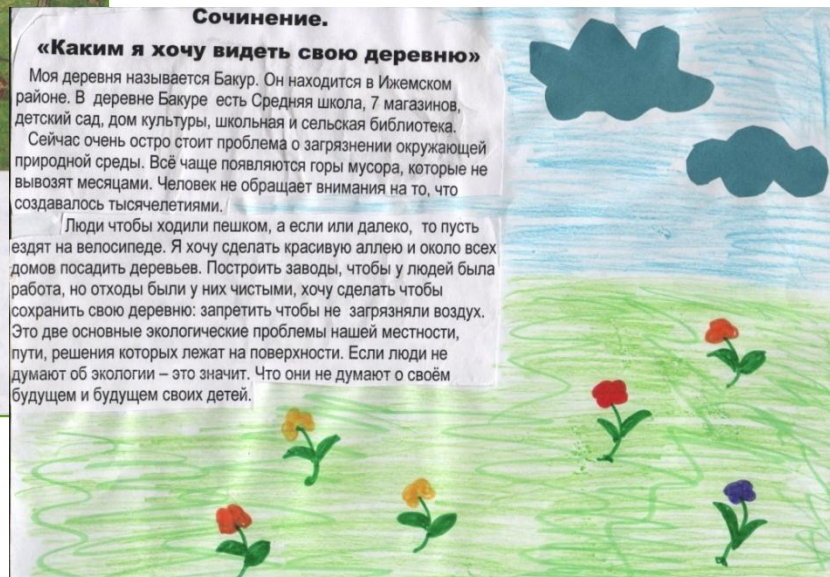 Сочинение.
«Каким я хочу видеть свою деревню»
Моя деревня называется Бакур. Он находится в Ижемском
районе. В деревне Бакуре есть Средняя школа, 7 магазинов,
детский сад, дом культуры, школьная и сельская библиотека.
Сейчас очень остро стоит проблема о загрязнении окружающей
природной среды. Всё чаще появляются горы мусора, которые не
вывозят месяцами. Человек не обращает внимания на то, что
создавалось тысячелетиями.
Люди чтобы ходили пешком, а если или далеко, то пусть
ездят на велосипеде. Я хочу сделать красивую аллею и около всех
домов посадить деревьев. Построить заводы, чтобы у людей была
работа, но отходы были у них чистыми, хочу сделать чтобы
сохранить свою деревню: запретить чтобы не загрязняли воздух.
Это две основные экологические проблемы нашей местности,
пути, решения которых лежат на поверхности. Если люди не
думают об экологии – это значит. Что они не думают о своём
будущем и будущем своих детей.